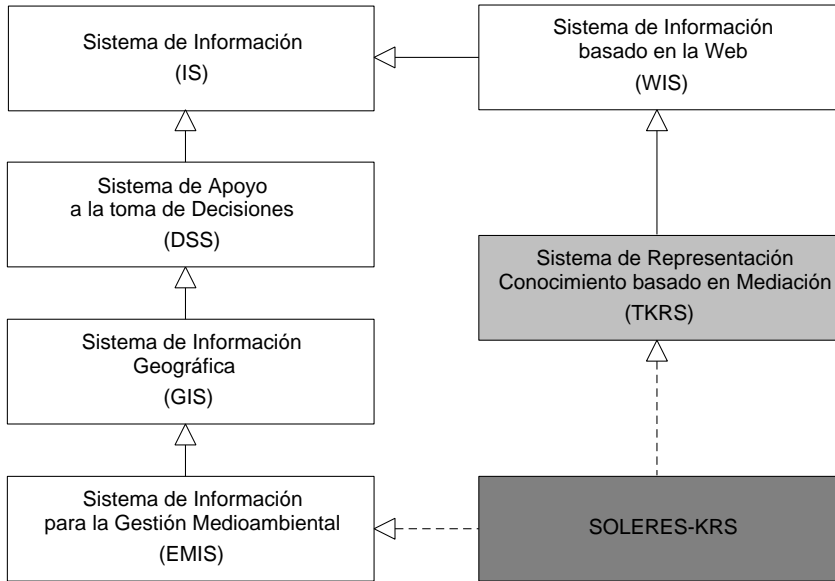 Sistema de Información
(IS)
Sistema de Información
basado en la Web
(WIS)
Sistema de Apoyo
a la toma de Decisiones
(DSS)
Sistema de Representación
Conocimiento basado en Mediación
(TKRS)
Sistema de Información
Geográfica
(GIS)
Sistema de Información
para la Gestión Medioambiental
(EMIS)
SOLERES-KRS